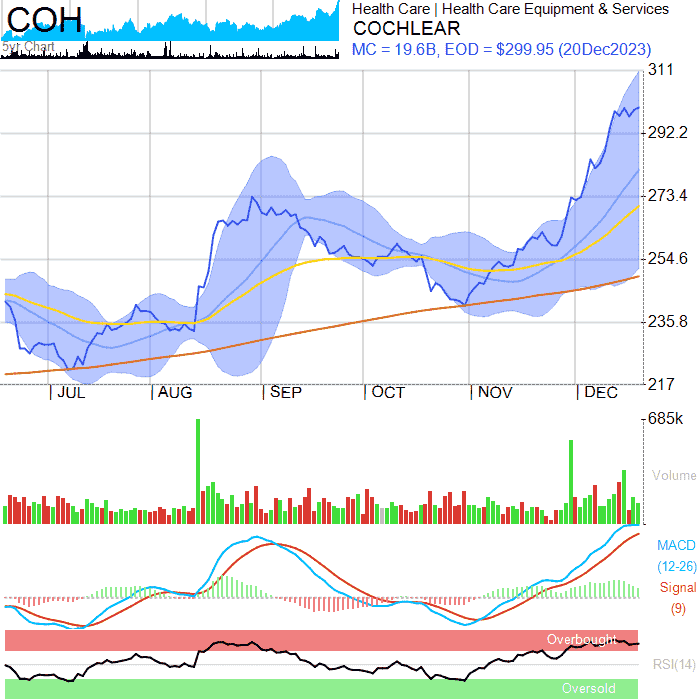 COH
5yr Chart
Health Care | Health Care Equipment & Services
COCHLEAR
MC = 19.6B, EOD = $299.95 (20Dec2023)
311
292.2
273.4
254.6
235.8
217
JUL AUG SEP OCT NOV DEC
685k
Volume
MACD
(12-26)
Signal
(9)
Overbought
RSI(14)
Oversold